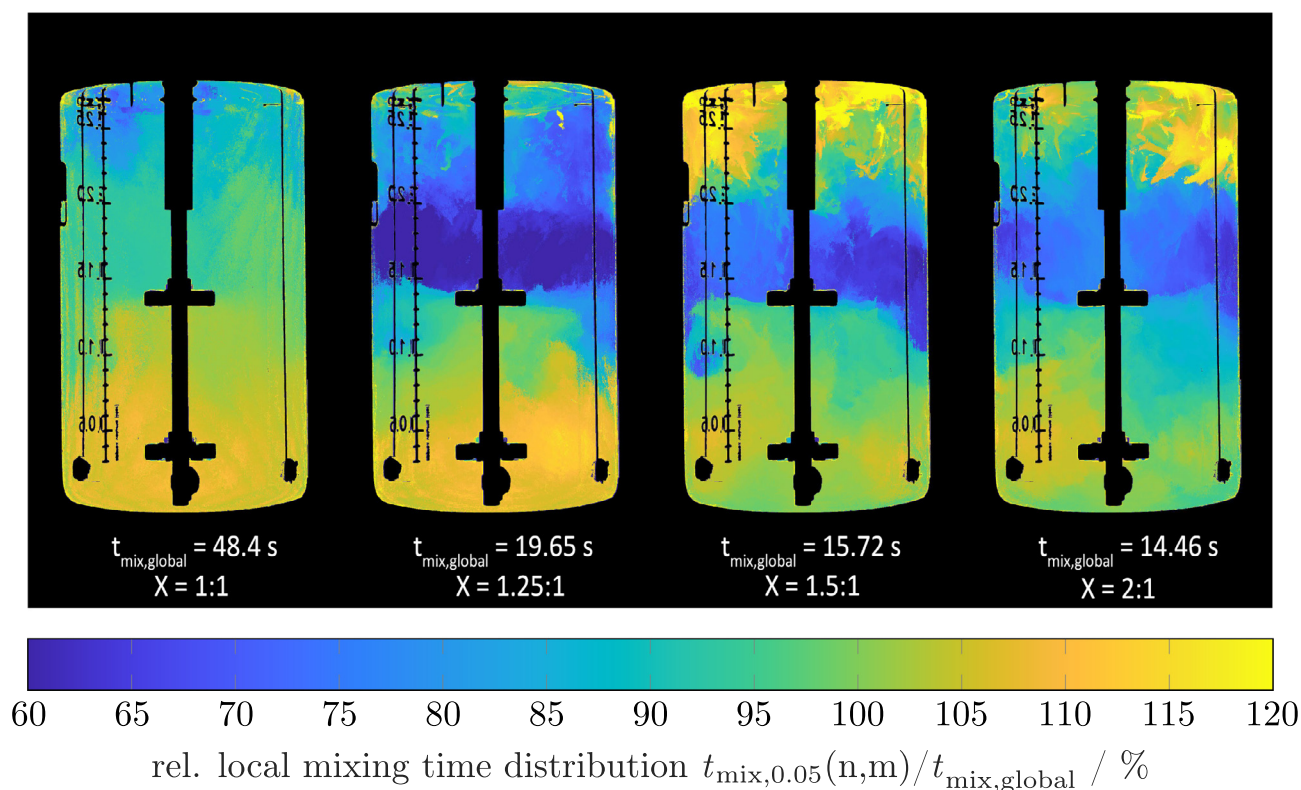 t_mix,global = 48.4 s
X = 1:1
t_mix,global = 19.65 s
X = 1.25:1
t_mix,global = 15.72 s
X = 1.5:1
t_mix,global = 14.46 s
X = 2:1
60 65 70 75 80 85 90 95 100 105 110 115 120
rel. local mixing time distribution t_mix,0.05(n,m)/t_mix,global / %